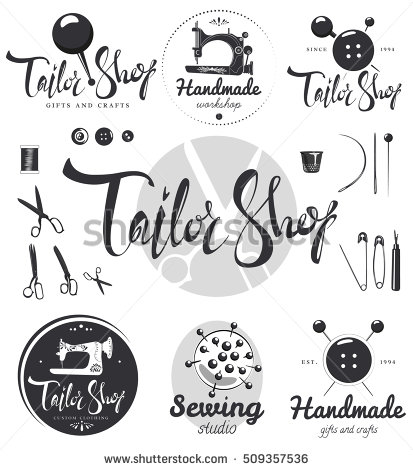 Tailor Shop
GIFTS AND CRAFTS
Handmade
workshop
SINCE 1994
Tailor Shop
Tailor Shop
shutterstock
Tailor Shop
CUSTOM CLOTHING
Sewing
studio
EST. 1994
Handmade
gifts and crafts
www.shutterstock.com · 509357536